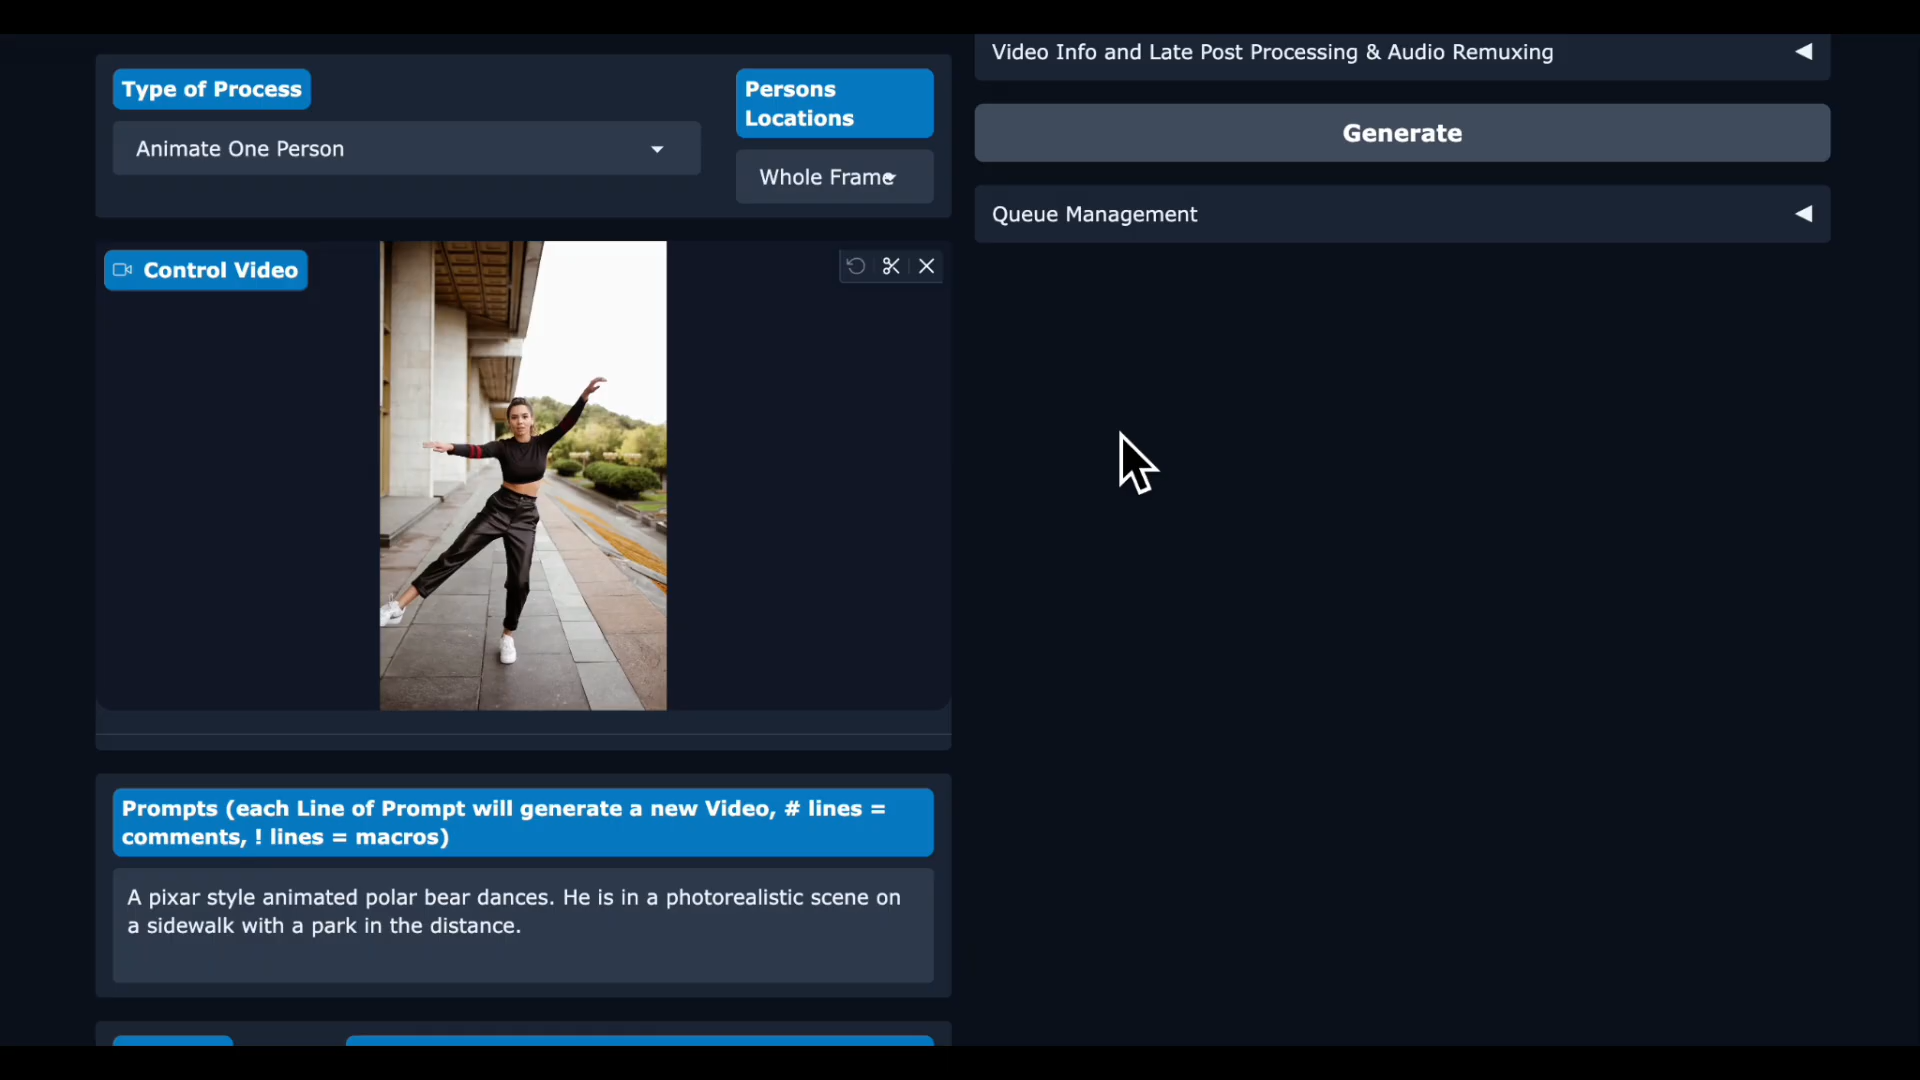 Type of Process
Animate One Person
Persons
Locations
Whole Frame
Control Video
Prompts (each Line of Prompt will generate a new Video, # lines =
comments, ! lines = macros)
A pixar style animated polar bear dances. He is in a photorealistic scene on
a sidewalk with a park in the distance.
Video Info and Late Post Processing & Audio Remuxing
Generate
Queue Management